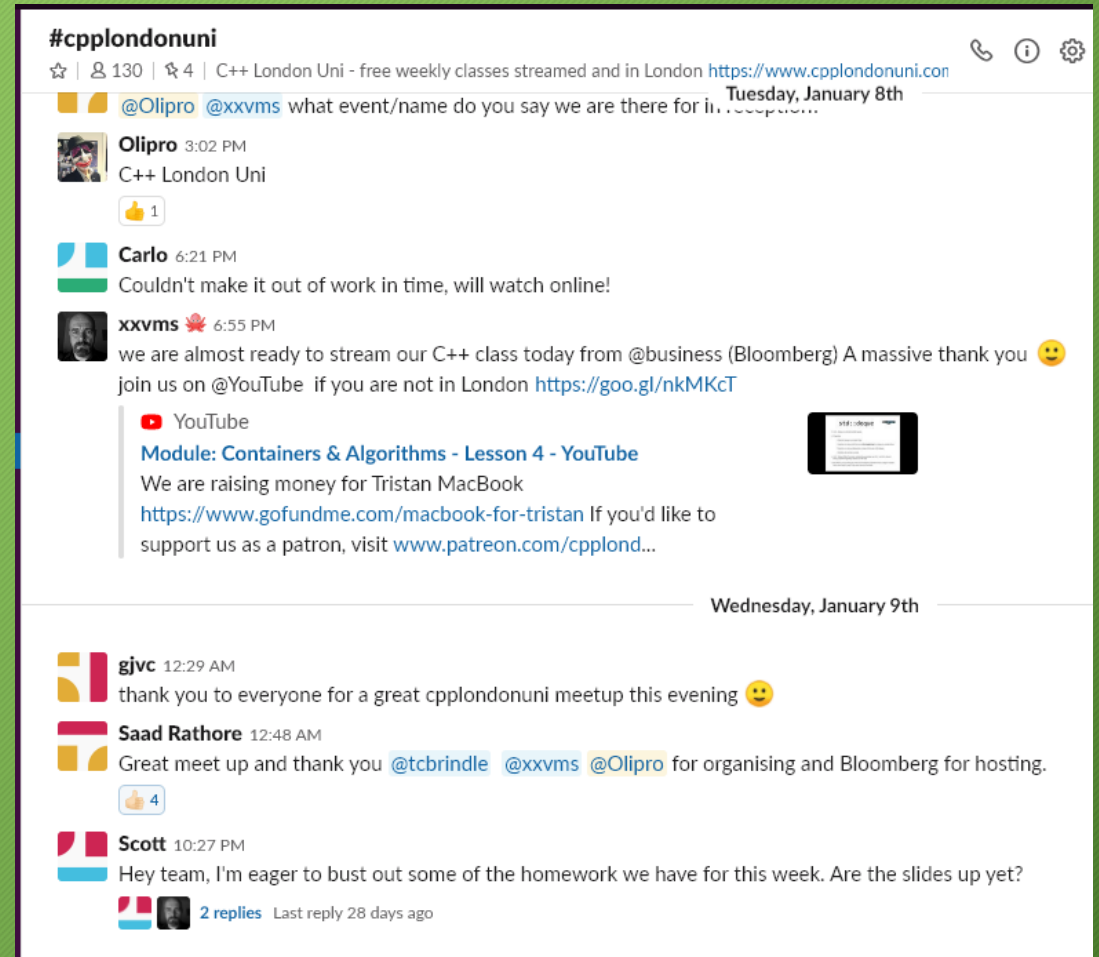 #cpplondonuni
130 | 4 | C++ London Uni - free weekly classes streamed and in London https://www.cpplondonuni.con
Tuesday, January 8th
@Olipro @xxvms what event/name do you say we are there for in reception?
Olipro 3:02 PM
C++ London Uni
1
Carlo 6:21 PM
Couldn't make it out of work in time, will watch online!
xxvms 6:55 PM
we are almost ready to stream our C++ class today from @business (Bloomberg) A massive thank you
join us on @YouTube if you are not in London https://goo.gl/nkMKcT
YouTube
Module: Containers & Algorithms - Lesson 4 - YouTube
std::deque
We are raising money for Tristan MacBook
https://www.gofundme.com/macbook-for-tristan If you'd like to
support us as a patron, visit www.patreon.com/cpplond...
Wednesday, January 9th
gjvc 12:29 AM
thank you to everyone for a great cpplondonuni meetup this evening
Saad Rathore 12:48 AM
Great meet up and thank you @tcbrindle @xxvms @Olipro for organising and Bloomberg for hosting.
4
Scott 10:27 PM
Hey team, I'm eager to bust out some of the homework we have for this week. Are the slides up yet?
2 replies Last reply 28 days ago